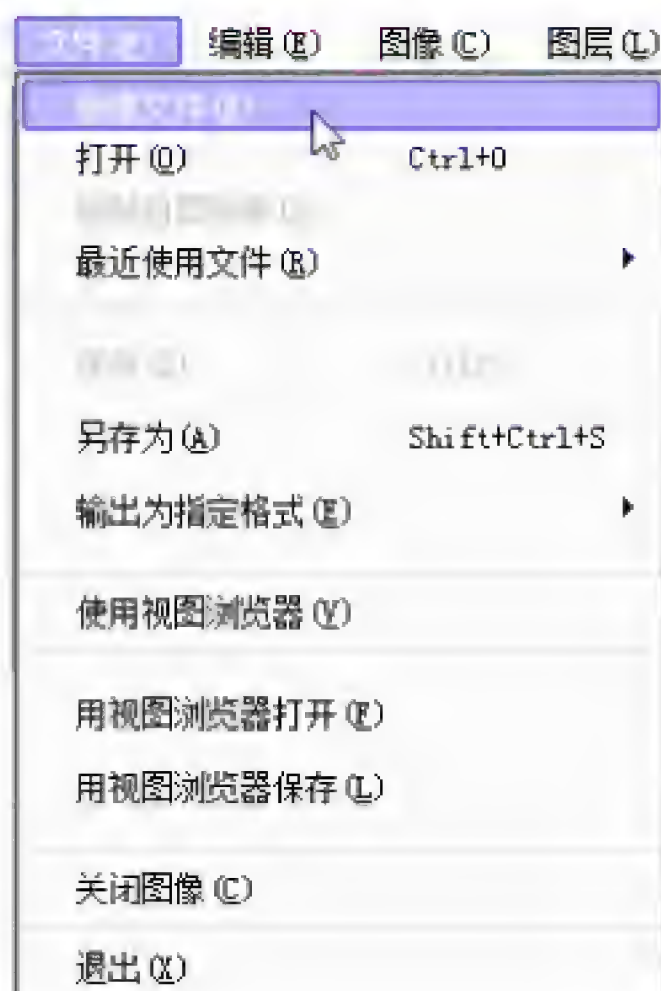 文件(F) 编辑(E) 图像(C) 图层(L)
打开(O) Ctrl+O
最近使用文件(R)
另存为(A) Shift+Ctrl+S
输出为指定格式(E)
使用视图浏览器(V)
用视图浏览器打开(F)
用视图浏览器保存(L)
关闭图像(C)
退出(X)